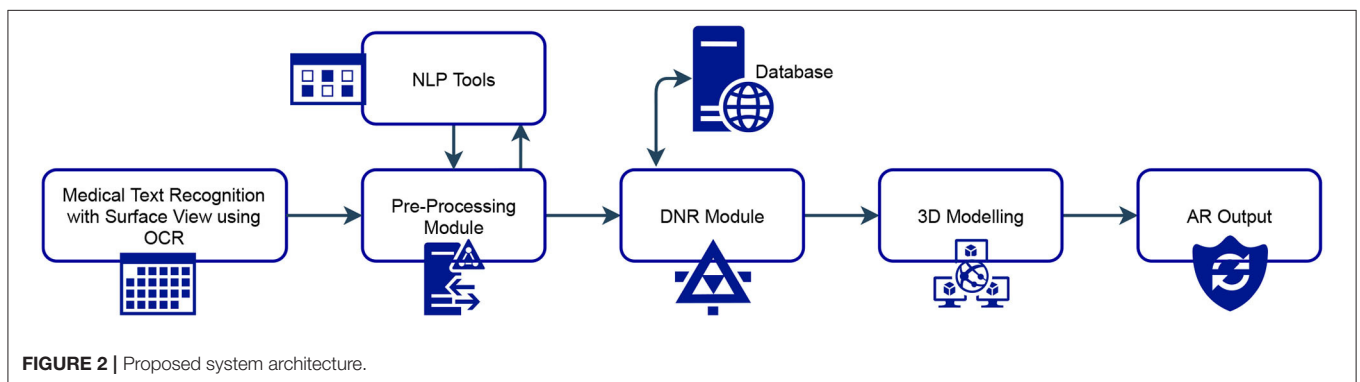 NLP Tools
Database
Medical Text Recognition
with Surface View using
OCR
Pre-Processing
Module
DNR Module
3D Modelling
AR Output
FIGURE 2 | Proposed system architecture.